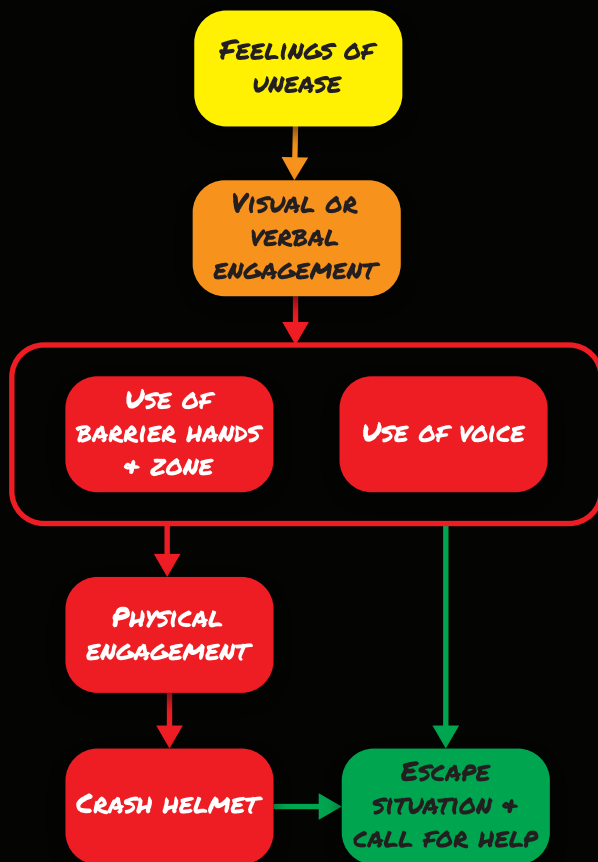 FEELINGS OF
UNEASE
VISUAL OR
VERBAL
ENGAGEMENT
USE OF
BARRIER HANDS
& ZONE
USE OF VOICE
PHYSICAL
ENGAGEMENT
CRASH HELMET
ESCAPE
SITUATION &
CALL FOR HELP